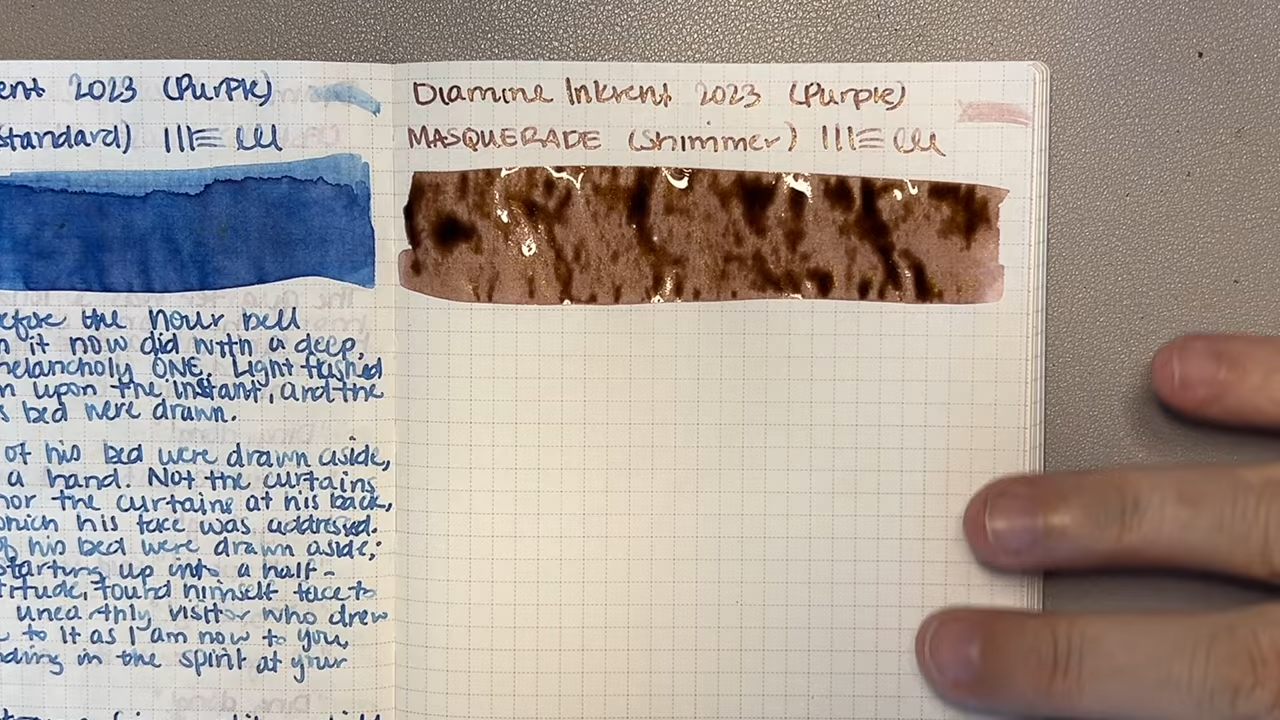 ent 2023 (Purple)
standard)
efore the hour bell
it now did with a deep,
melancholy ONE. Light flashed
upon the instant, and the
s bed were drawn.
of his bed were drawn aside,
a hand. Not the curtains
nor the curtains at his back,
which his face was addressed.
of his bed were drawn aside;
starting up into a half-
titude, found himself face to
unearthly visitor who drew
to it as I am now to you,
nding in the spirit at your
Diamine Inkvent 2023 (Purple)
MASQUERADE (shimmer)